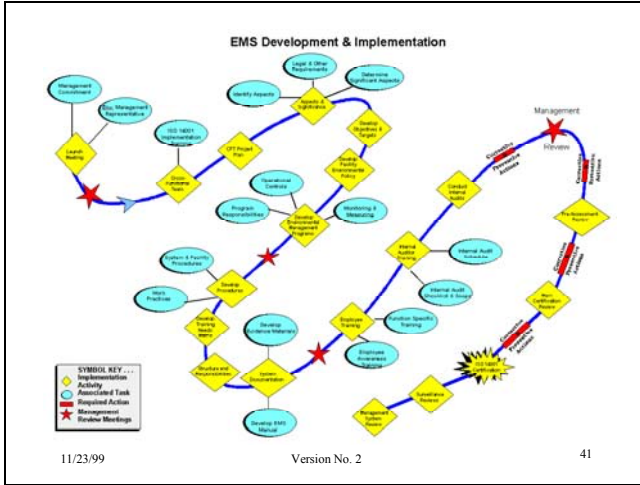 EMS Development & Implementation
Legal & Other
Requirements
Determine
Significant Aspects
Identify Aspects
Aspects &
Significance
Management
Commitment
Management
Representative
Launch
Meeting
ISO 14001
Implementation
Cross-
Functional
Team
CFT Project
Plan
Develop
Objectives &
Targets
Develop
Facility
Environmental
Policy
Operational
Controls
Program
Responsibilities
Monitoring &
Measuring
Develop
Environmental
Management
Programs
System & Facility
Procedures
Work
Practices
Develop
Procedures
Develop
Training
Needs
Structure and
Responsibilities
Develop
Evidence Materials
System
Documentation
Develop EMS
Manual
Employee
Training
Function Specific
Training
Employee
Awareness
Training
Internal
Auditor
Training
Internal Audit
Internal Audit
Conduct
Internal
Audits
Management
Review
Corrective
Preventive
Actions
Corrective
Preventive
Actions
Pre-Assessment
Review
Corrective
Preventive
Actions
Certification
Review
Corrective
Preventive
Actions
ISO 14001
Certification
Surveillance
Reviews
Management
System
Review
SYMBOL KEY . . .
Implementation
Activity
Associated Task
Required Action
Management
Review Meetings
11/23/99
Version No. 2
41